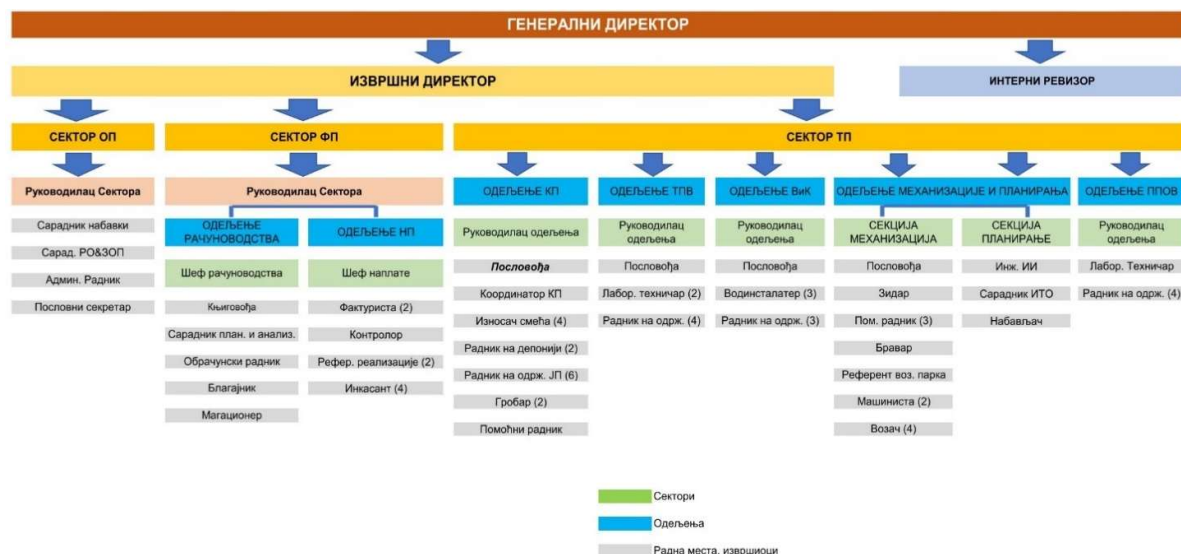 ГЕНЕРАЛНИ ДИРЕКТОР
ИЗВРШНИ ДИРЕКТОР
ИНТЕРНИ РЕВИЗОР
СЕКТОР ОП
СЕКТОР ФП
СЕКТОР ТП
Руководилац Сектора
Сарадник набавки
Сарад. РО&ЗОП
Админ. Радник
Пословни секретар
Руководилац Сектора
ОДЕЉЕЊЕ
РАЧУНОВОДСТВА
Шеф рачуноводства
Књиговођа
Сарадник план. и анализ.
Обрачунски радник
Благајник
Магационер
ОДЕЉЕЊЕ НП
Шеф наплате
Фактуриста (2)
Контролор
Рефер. реализације (2)
Инкасант (4)
ОДЕЉЕЊЕ КП
Руководилац одељења
Пословођа
Координатор КП
Износач смећа (4)
Радник на депонији (2)
Радник на одрж. ЈП (6)
Гробар (2)
Помоћни радник
ОДЕЉЕЊЕ ТПВ
Руководилац
одељења
Пословођа
Лабор. техничар (2)
Радник на одрж. (4)
ОДЕЉЕЊЕ ВиК
Руководилац
одељења
Пословођа
Водинсталатер (3)
Радник на одрж. (3)
ОДЕЉЕЊЕ МЕХАНИЗАЦИЈЕ И ПЛАНИРАЊА
СЕКЦИЈА
МЕХАНИЗАЦИЈА
Пословођа
Зидар
Пом. радник (3)
Бравар
Референт воз. парка
Машиниста (2)
Возач (4)
СЕКЦИЈА
ПЛАНИРАЊЕ
Инж. ИИ
Сарадник ИТО
Набављач
ОДЕЉЕЊЕ ППОВ
Руководилац
одељења
Лабор. Техничар
Радник на одрж. (4)
Сектори
Одељења
Радна места, извршиоци